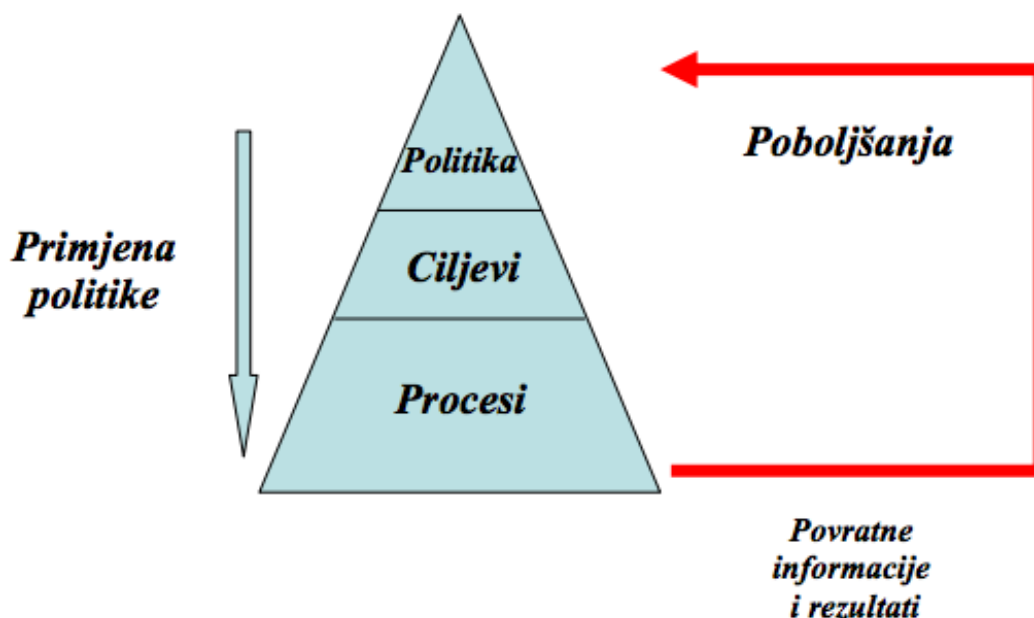 Politika
Ciljevi
Procesi
Primjena
politike
Poboljšanja
Povratne
informacije
i rezultati